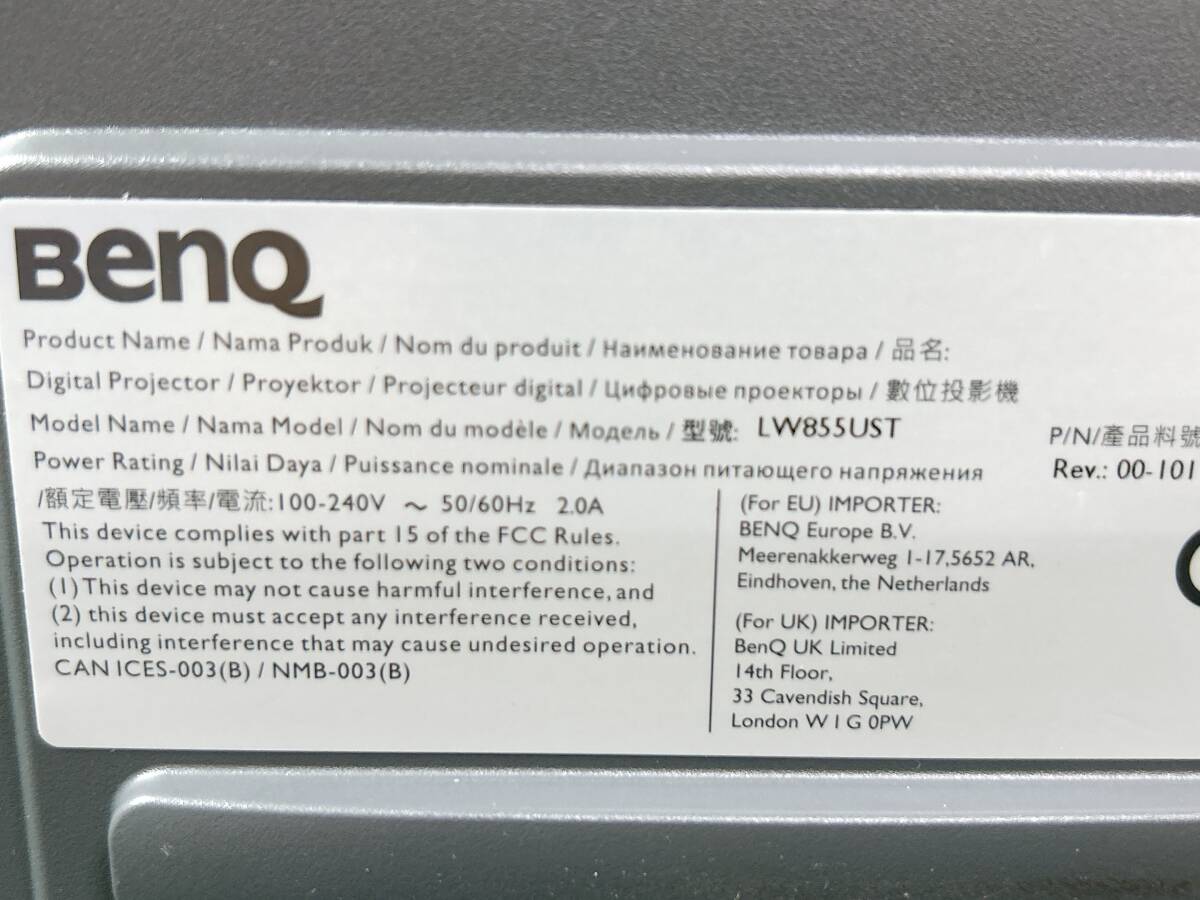 BenQ
Product Name / Nama Produk / Nom du produit / Наименование товара / 品名:
Digital Projector / Proyektor / Projecteur digital / Цифровые проекторы / 數位投影機
Model Name / Nama Model / Nom du modèle / Модель / 型號: LW855UST
P/N/產品料號
Power Rating / Nilai Daya / Puissance nominale / Диапазон питающего напряжения
Rev.: 00-101
/額定電壓/頻率/電流:100-240V ~ 50/60Hz 2.0A
This device complies with part 15 of the FCC Rules.
Operation is subject to the following two conditions:
(1) This device may not cause harmful interference, and
(2) this device must accept any interference received,
including interference that may cause undesired operation.
CAN ICES-003(B) / NMB-003(B)
(For EU) IMPORTER:
BENQ Europe B.V.
Meerenakkerweg 1-17,5652 AR,
Eindhoven, the Netherlands
(For UK) IMPORTER:
BenQ UK Limited
14th Floor,
33 Cavendish Square,
London W1G 0PW